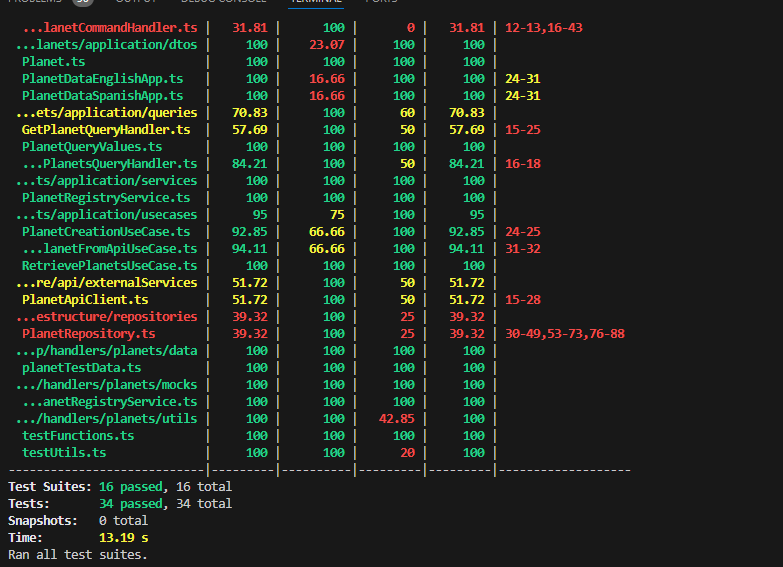 PROBLEMS 30 OUTPUT DEBUG CONSOLE TERMINAL PORTS
...lanetCommandHandler.ts | 31.81 | 100 | 0 | 31.81 | 12-13,16-43
...lanets/application/dtos | 100 | 23.07 | 100 | 100 |
Planet.ts | 100 | 100 | 100 | 100 |
PlanetDataEnglishApp.ts | 100 | 16.66 | 100 | 100 | 24-31
PlanetDataSpanishApp.ts | 100 | 16.66 | 100 | 100 | 24-31
...ets/application/queries | 70.83 | 100 | 60 | 70.83 |
GetPlanetQueryHandler.ts | 57.69 | 100 | 50 | 57.69 | 15-25
PlanetQueryValues.ts | 100 | 100 | 100 | 100 |
...PlanetsQueryHandler.ts | 84.21 | 100 | 50 | 84.21 | 16-18
...ts/application/services | 100 | 100 | 100 | 100 |
PlanetRegistryService.ts | 100 | 100 | 100 | 100 |
...ts/application/usecases | 95 | 75 | 100 | 95 |
PlanetCreationUseCase.ts | 92.85 | 66.66 | 100 | 92.85 | 24-25
...lanetFromApiUseCase.ts | 94.11 | 66.66 | 100 | 94.11 | 31-32
RetrievePlanetsUseCase.ts | 100 | 100 | 100 | 100 |
...re/api/externalServices | 51.72 | 100 | 50 | 51.72 |
PlanetApiClient.ts | 51.72 | 100 | 50 | 51.72 | 15-28
...estructure/repositories | 39.32 | 100 | 25 | 39.32 |
PlanetRepository.ts | 39.32 | 100 | 25 | 39.32 | 30-49,53-73,76-88
...p/handlers/planets/data | 100 | 100 | 100 | 100 |
planetTestData.ts | 100 | 100 | 100 | 100 |
.../handlers/planets/mocks | 100 | 100 | 100 | 100 |
...anetRegistryService.ts | 100 | 100 | 100 | 100 |
.../handlers/planets/utils | 100 | 100 | 42.85 | 100 |
testFunctions.ts | 100 | 100 | 100 | 100 |
testUtils.ts | 100 | 100 | 20 | 100 |
---------------------------|---------|----------|---------|---------|-------------------
Test Suites: 16 passed, 16 total
Tests: 34 passed, 34 total
Snapshots: 0 total
Time: 13.19 s
Ran all test suites.